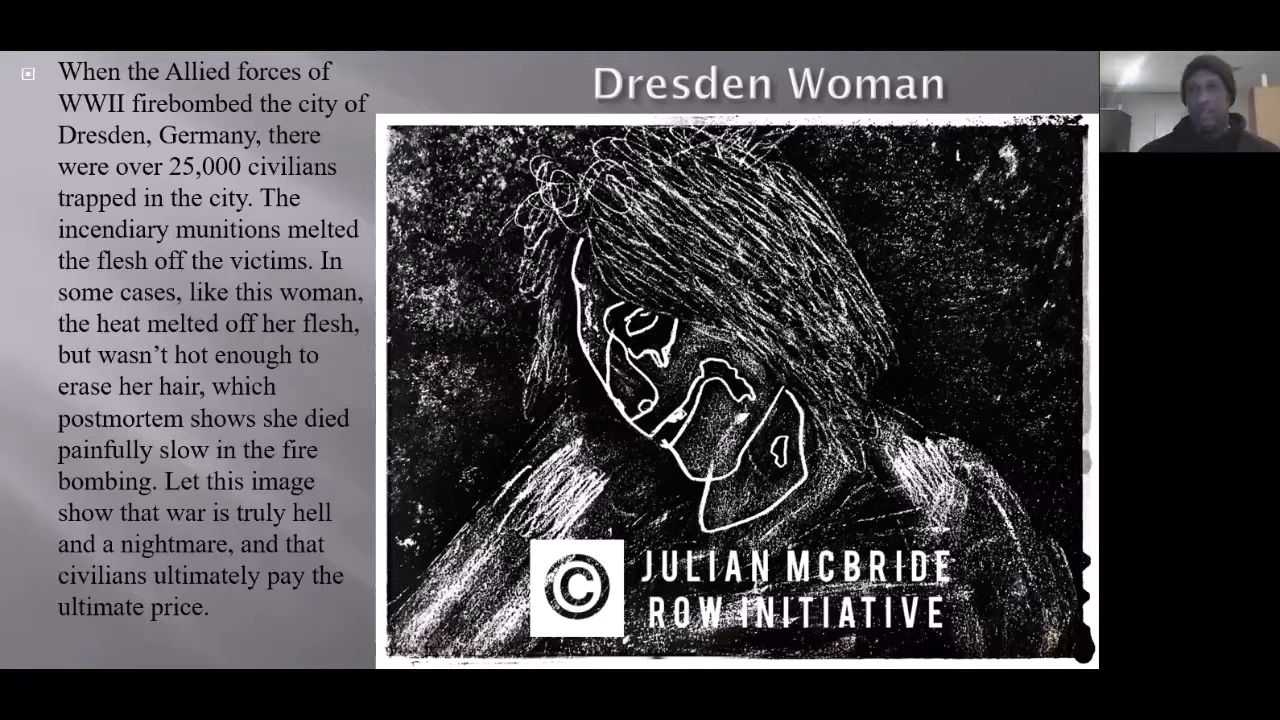 Dresden Woman
When the Allied forces of
WWII firebombed the city of
Dresden, Germany, there
were over 25,000 civilians
trapped in the city. The
incendiary munitions melted
the flesh off the victims. In
some cases, like this woman,
the heat melted off her flesh,
but wasn’t hot enough to
erase her hair, which
postmortem shows she died
painfully slow in the fire
bombing. Let this image
show that war is truly hell
and a nightmare, and that
civilians ultimately pay the
ultimate price.
© JULIAN MCBRIDE
ROW INITIATIVE